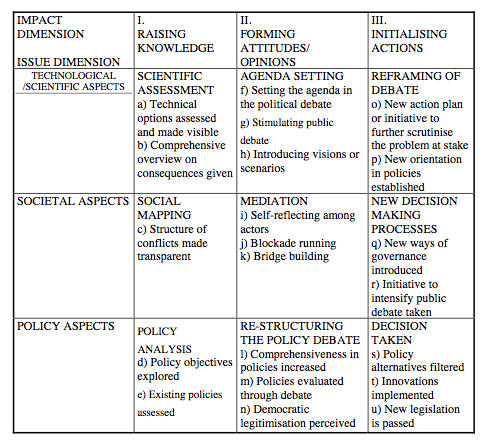 IMPACT
DIMENSION
ISSUE DIMENSION
I.
RAISING
KNOWLEDGE
II.
FORMING
ATTITUDES/
OPINIONS
III.
INITIALISING
ACTIONS
TECHNOLOGICAL
/SCIENTIFIC ASPECTS
SCIENTIFIC
ASSESSMENT
a) Technical
options assessed
and made visible
b) Comprehensive
overview on
consequences given
AGENDA SETTING
f) Setting the agenda in
the political debate
g) Stimulating public
debate
h) Introducing visions or
scenarios
REFRAMING OF
DEBATE
o) New action plan
or initiative to
further scrutinise
the problem at stake
p) New orientation
in policies
established
SOCIETAL ASPECTS
SOCIAL
MAPPING
c) Structure of
conflicts made
transparent
MEDIATION
i) Self-reflecting among
actors
j) Blockade running
k) Bridge building
NEW DECISION
MAKING
PROCESSES
q) New ways of
governance
introduced
r) Initiative to
intensify public
debate taken
POLICY ASPECTS
POLICY
ANALYSIS
d) Policy objectives
explored
e) Existing policies
assessed
RE-STRUCTURING
THE POLICY DEBATE
l) Comprehensiveness in
policies increased
m) Policies evaluated
through debate
n) Democratic
legitimisation perceived
DECISION
TAKEN
s) Policy
alternatives filtered
t) Innovations
implemented
u) New legislation
is passed